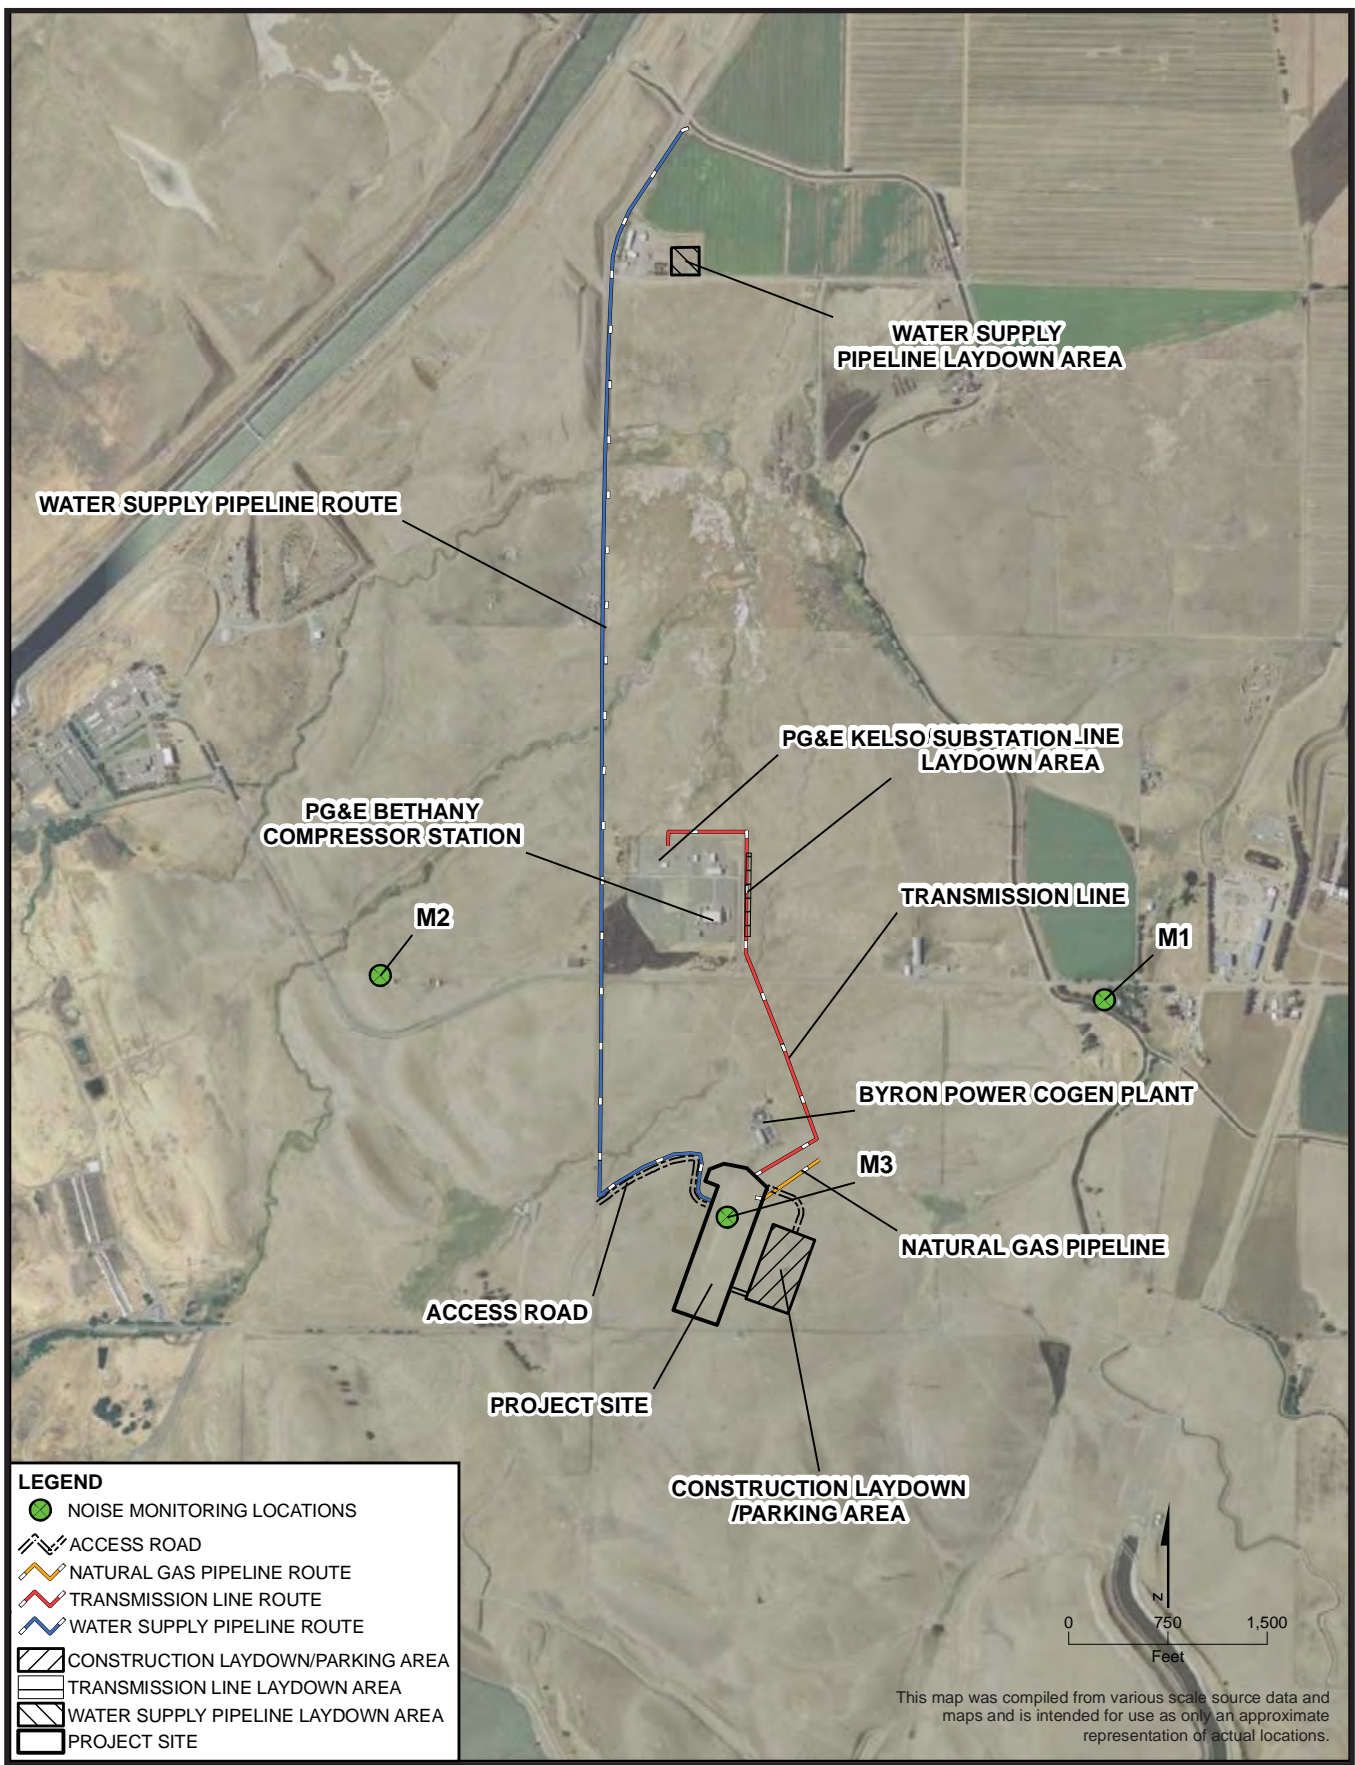 WATER SUPPLY
PIPELINE LAYDOWN AREA
WATER SUPPLY PIPELINE ROUTE
PG&E KELSO SUBSTATION
LAYDOWN AREA
PG&E BETHANY
COMPRESSOR STATION
TRANSMISSION LINE
M2
M1
BYRON POWER COGEN PLANT
M3
NATURAL GAS PIPELINE
ACCESS ROAD
PROJECT SITE
CONSTRUCTION LAYDOWN
/PARKING AREA
LEGEND
NOISE MONITORING LOCATIONS
ACCESS ROAD
NATURAL GAS PIPELINE ROUTE
TRANSMISSION LINE ROUTE
WATER SUPPLY PIPELINE ROUTE
CONSTRUCTION LAYDOWN/PARKING AREA
TRANSMISSION LINE LAYDOWN AREA
WATER SUPPLY PIPELINE LAYDOWN AREA
PROJECT SITE
N
0 750 1,500
Feet
This map was compiled from various scale source data and
maps and is intended for use as only an approximate
representation of actual locations.